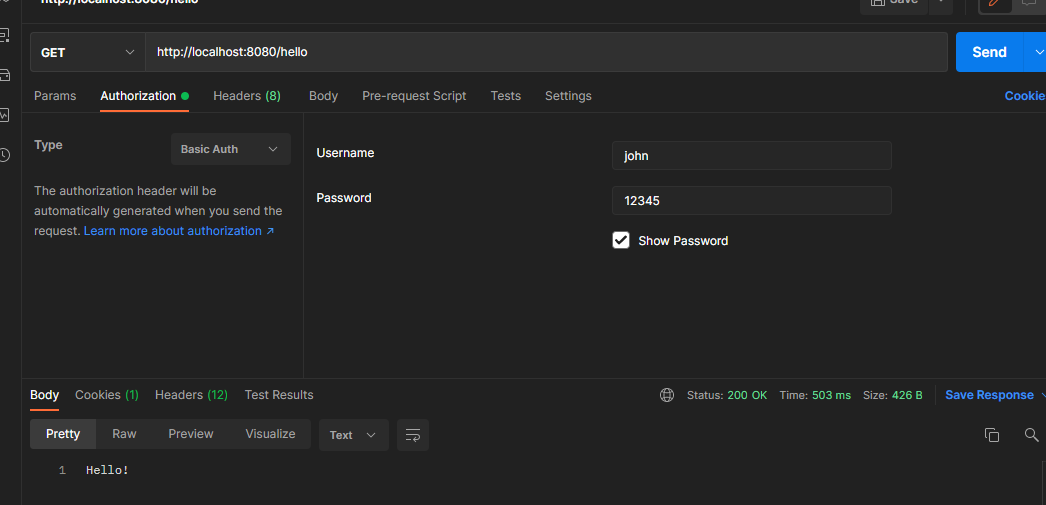 http://localhost:8080/hello
Save
GET
http://localhost:8080/hello
Send
Params
Authorization
Headers (8)
Body
Pre-request Script
Tests
Settings
Cookie
Type
Basic Auth
The authorization header will be
automatically generated when you send the
request. Learn more about authorization ↗
Username
john
Password
12345
Show Password
Body
Cookies (1)
Headers (12)
Test Results
Status: 200 OK
Time: 503 ms
Size: 426 B
Save Response
Pretty
Raw
Preview
Visualize
Text
1
Hello!